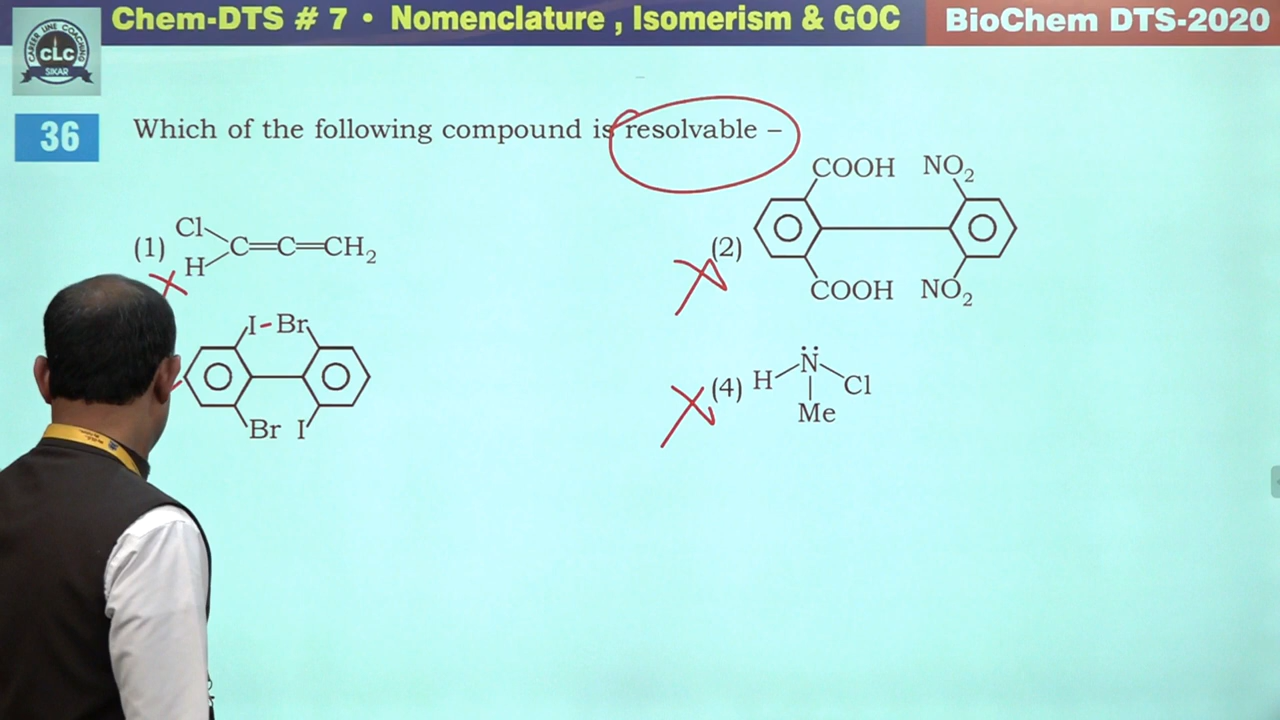 Chem-DTS # 7 • Nomenclature , Isomerism & GOC
BioChem DTS-2020
CAREER LINE COACHING
CLC
SIKAR
36
Which of the following compound is resolvable –
(1)
Cl
H
C=C=CH2
(2)
COOH NO2
COOH NO2
I Br
Br I
(4)
H N Cl
Me